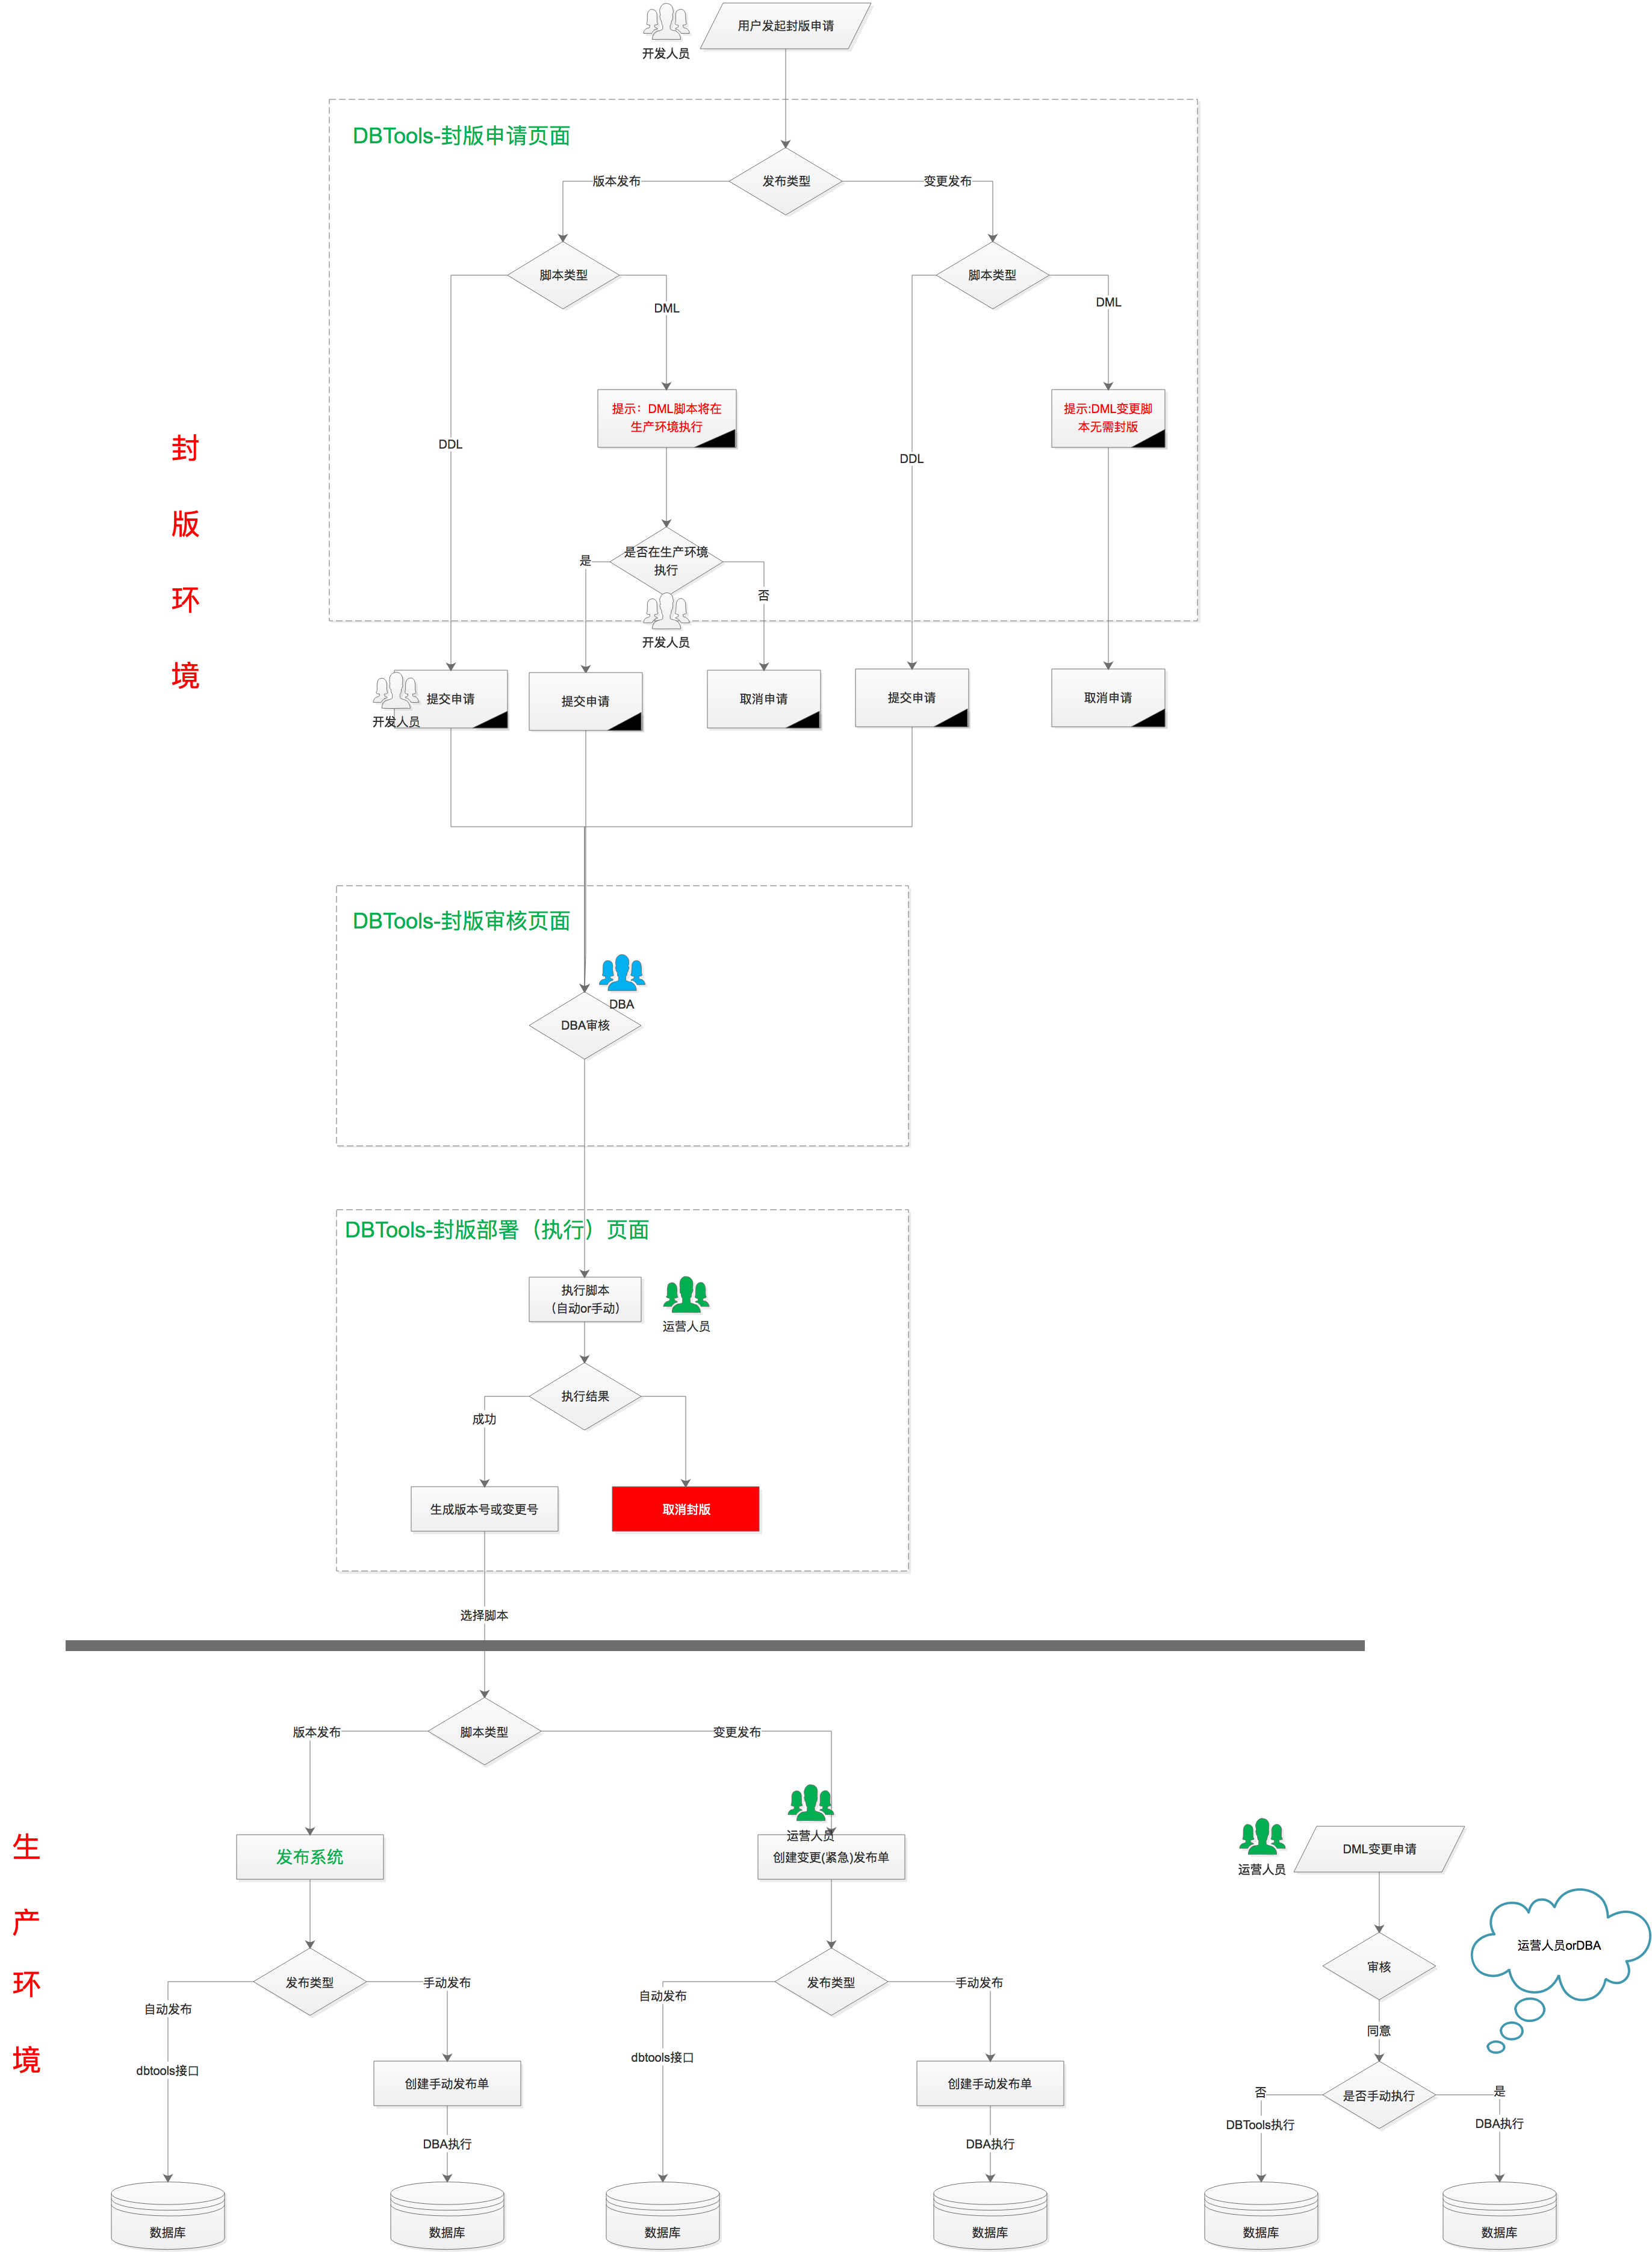 用户发起封版申请
开发人员
DBTools-封版申请页面
发布类型
版本发布
变更发布
脚本类型
脚本类型
DML
DML
提示：DML脚本将在
生产环境执行
提示:DML变更脚
本无需封版
DDL
DDL
封
版
环
境
是否在生产环境
执行
是
否
开发人员
提交申请
开发人员
提交申请
取消申请
提交申请
取消申请
DBTools-封版审核页面
DBA
DBA审核
DBTools-封版部署（执行）页面
执行脚本
（自动or手动）
运营人员
执行结果
成功
生成版本号或变更号
取消封版
选择脚本
脚本类型
版本发布
变更发布
生
产
环
境
运营人员
发布系统
创建变更(紧急)发布单
运营人员
DML变更申请
运营人员orDBA
审核
发布类型
手动发布
自动发布
发布类型
手动发布
自动发布
同意
dbtools接口
dbtools接口
创建手动发布单
创建手动发布单
是否手动执行
否
是
DBTools执行
DBA执行
DBA执行
DBA执行
数据库
数据库
数据库
数据库
数据库
数据库